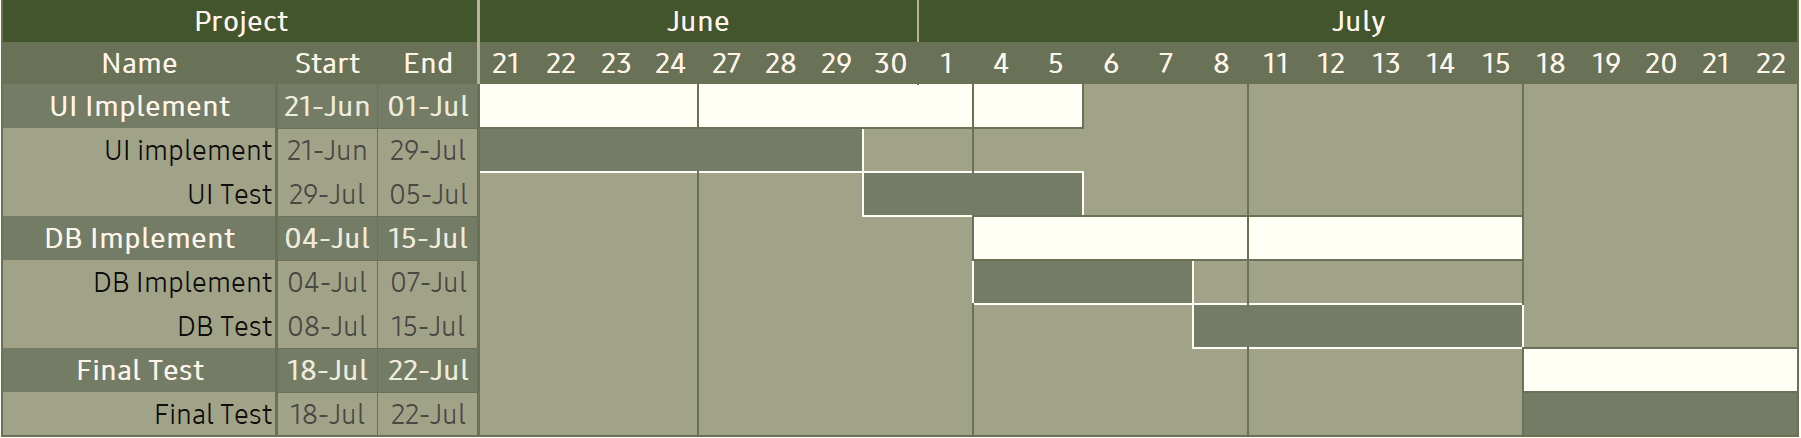 Project June July
Name Start End 21 22 23 24 27 28 29 30 1 4 5 6 7 8 11 12 13 14 15 18 19 20 21 22
UI Implement 21-Jun 01-Jul
UI implement 21-Jun 29-Jul
UI Test 29-Jul 05-Jul
DB Implement 04-Jul 15-Jul
DB Implement 04-Jul 07-Jul
DB Test 08-Jul 15-Jul
Final Test 18-Jul 22-Jul
Final Test 18-Jul 22-Jul